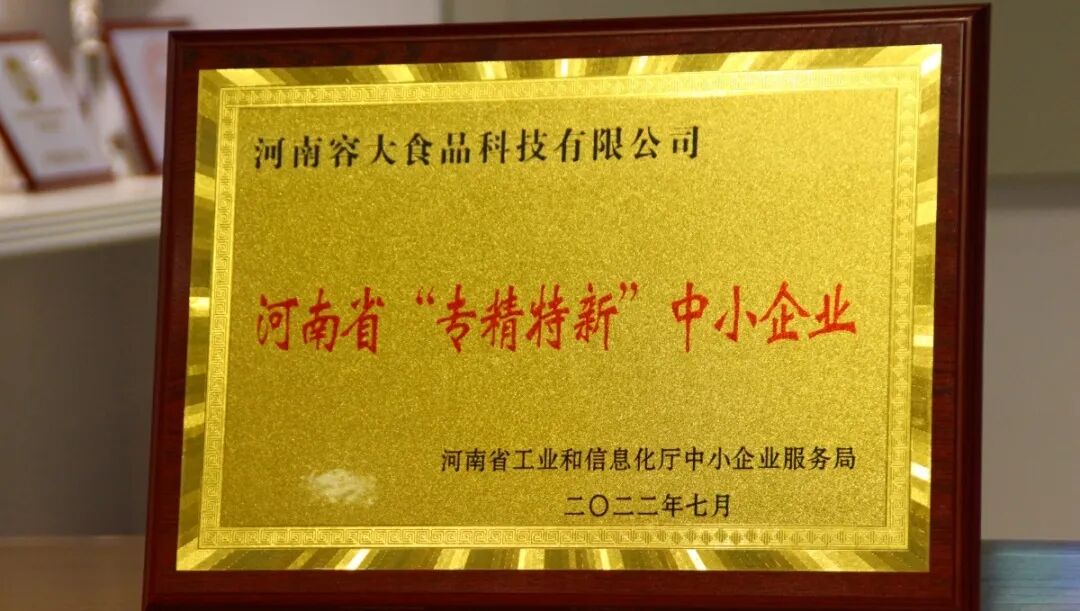 河南容大食品科技有限公司
河南省“专精特新”中小企业
河南省工业和信息化厅中小企业服务局
二〇二二年七月